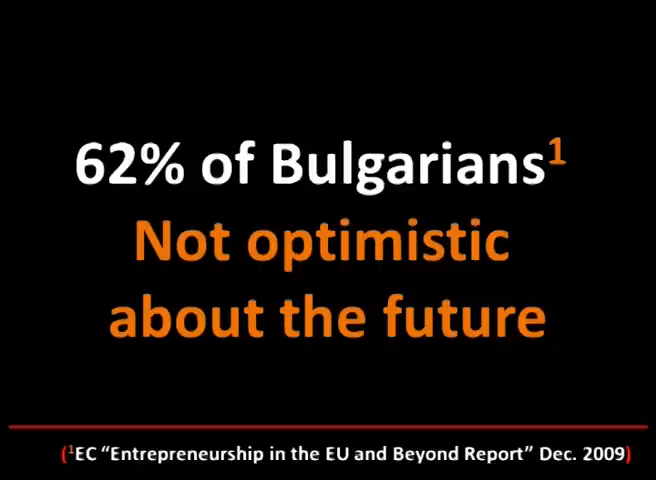 62% of Bulgarians¹
Not optimistic
about the future
(¹EC “Entrepreneurship in the EU and Beyond Report” Dec. 2009)